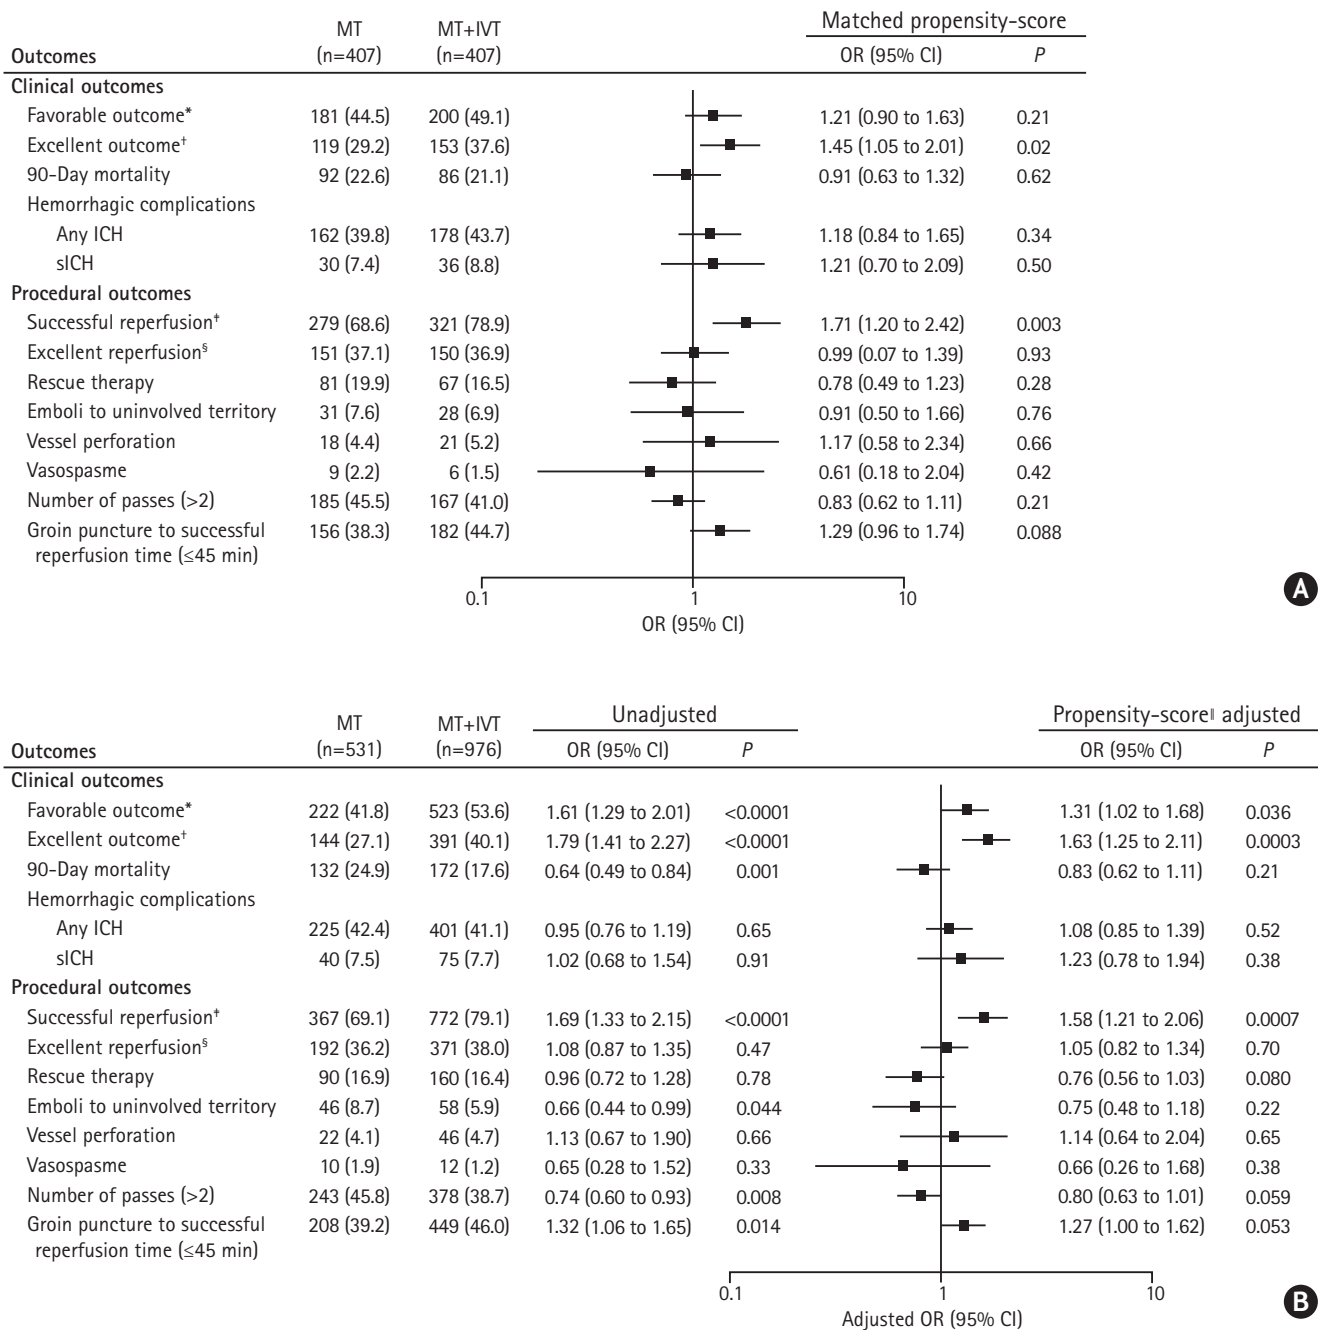 Outcomes MT (n=407) MT+IVT (n=407) Matched propensity-score
OR (95% CI) P
Clinical outcomes
Favorable outcome* 181 (44.5) 200 (49.1) 1.21 (0.90 to 1.63) 0.21
Excellent outcome† 119 (29.2) 153 (37.6) 1.45 (1.05 to 2.01) 0.02
90-Day mortality 92 (22.6) 86 (21.1) 0.91 (0.63 to 1.32) 0.62
Hemorrhagic complications
Any ICH 162 (39.8) 178 (43.7) 1.18 (0.84 to 1.65) 0.34
sICH 30 (7.4) 36 (8.8) 1.21 (0.70 to 2.09) 0.50
Procedural outcomes
Successful reperfusion‡ 279 (68.6) 321 (78.9) 1.71 (1.20 to 2.42) 0.003
Excellent reperfusion§ 151 (37.1) 150 (36.9) 0.99 (0.07 to 1.39) 0.93
Rescue therapy 81 (19.9) 67 (16.5) 0.78 (0.49 to 1.23) 0.28
Emboli to uninvolved territory 31 (7.6) 28 (6.9) 0.91 (0.50 to 1.66) 0.76
Vessel perforation 18 (4.4) 21 (5.2) 1.17 (0.58 to 2.34) 0.66
Vasospasme 9 (2.2) 6 (1.5) 0.61 (0.18 to 2.04) 0.42
Number of passes (>2) 185 (45.5) 167 (41.0) 0.83 (0.62 to 1.11) 0.21
Groin puncture to successful 156 (38.3) 182 (44.7) 1.29 (0.96 to 1.74) 0.088
reperfusion time (≤45 min)
0.1 1 10
OR (95% CI)
A
Outcomes MT (n=531) MT+IVT (n=976) Unadjusted Propensity-score‖ adjusted
OR (95% CI) P OR (95% CI) P
Clinical outcomes
Favorable outcome* 222 (41.8) 523 (53.6) 1.61 (1.29 to 2.01) <0.0001 1.31 (1.02 to 1.68) 0.036
Excellent outcome† 144 (27.1) 391 (40.1) 1.79 (1.41 to 2.27) <0.0001 1.63 (1.25 to 2.11) 0.0003
90-Day mortality 132 (24.9) 172 (17.6) 0.64 (0.49 to 0.84) 0.001 0.83 (0.62 to 1.11) 0.21
Hemorrhagic complications
Any ICH 225 (42.4) 401 (41.1) 0.95 (0.76 to 1.19) 0.65 1.08 (0.85 to 1.39) 0.52
sICH 40 (7.5) 75 (7.7) 1.02 (0.68 to 1.54) 0.91 1.23 (0.78 to 1.94) 0.38
Procedural outcomes
Successful reperfusion‡ 367 (69.1) 772 (79.1) 1.69 (1.33 to 2.15) <0.0001 1.58 (1.21 to 2.06) 0.0007
Excellent reperfusion§ 192 (36.2) 371 (38.0) 1.08 (0.87 to 1.35) 0.47 1.05 (0.82 to 1.34) 0.70
Rescue therapy 90 (16.9) 160 (16.4) 0.96 (0.72 to 1.28) 0.78 0.76 (0.56 to 1.03) 0.080
Emboli to uninvolved territory 46 (8.7) 58 (5.9) 0.66 (0.44 to 0.99) 0.044 0.75 (0.48 to 1.18) 0.22
Vessel perforation 22 (4.1) 46 (4.7) 1.13 (0.67 to 1.90) 0.66 1.14 (0.64 to 2.04) 0.65
Vasospasme 10 (1.9) 12 (1.2) 0.65 (0.28 to 1.52) 0.33 0.66 (0.26 to 1.68) 0.38
Number of passes (>2) 243 (45.8) 378 (38.7) 0.74 (0.60 to 0.93) 0.008 0.80 (0.63 to 1.01) 0.059
Groin puncture to successful 208 (39.2) 449 (46.0) 1.32 (1.06 to 1.65) 0.014 1.27 (1.00 to 1.62) 0.053
reperfusion time (≤45 min)
0.1 1 10
Adjusted OR (95% CI)
B